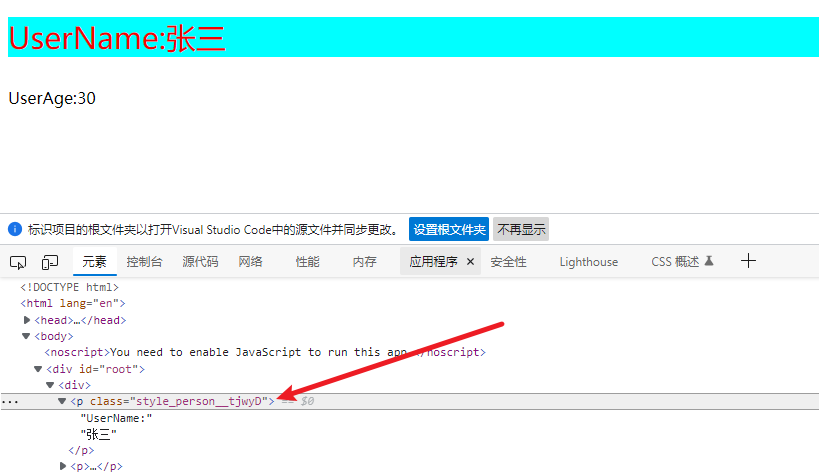 UserName:张三
UserAge:30
标识项目的根文件夹以打开Visual Studio Code中的源文件并同步更改。 设置根文件夹 不再显示
元素 控制台 源代码 网络 性能 内存 应用程序 × 安全性 Lighthouse CSS 概述 +
<!DOCTYPE html>
<html lang="en">
<head>…</head>
<body>
<noscript>You need to enable JavaScript to run this app.</noscript>
<div id="root">
<div>
<p class="style_person__tjwyD"> == $0
"UserName:"
"张三"
</p>
<p>…</p>